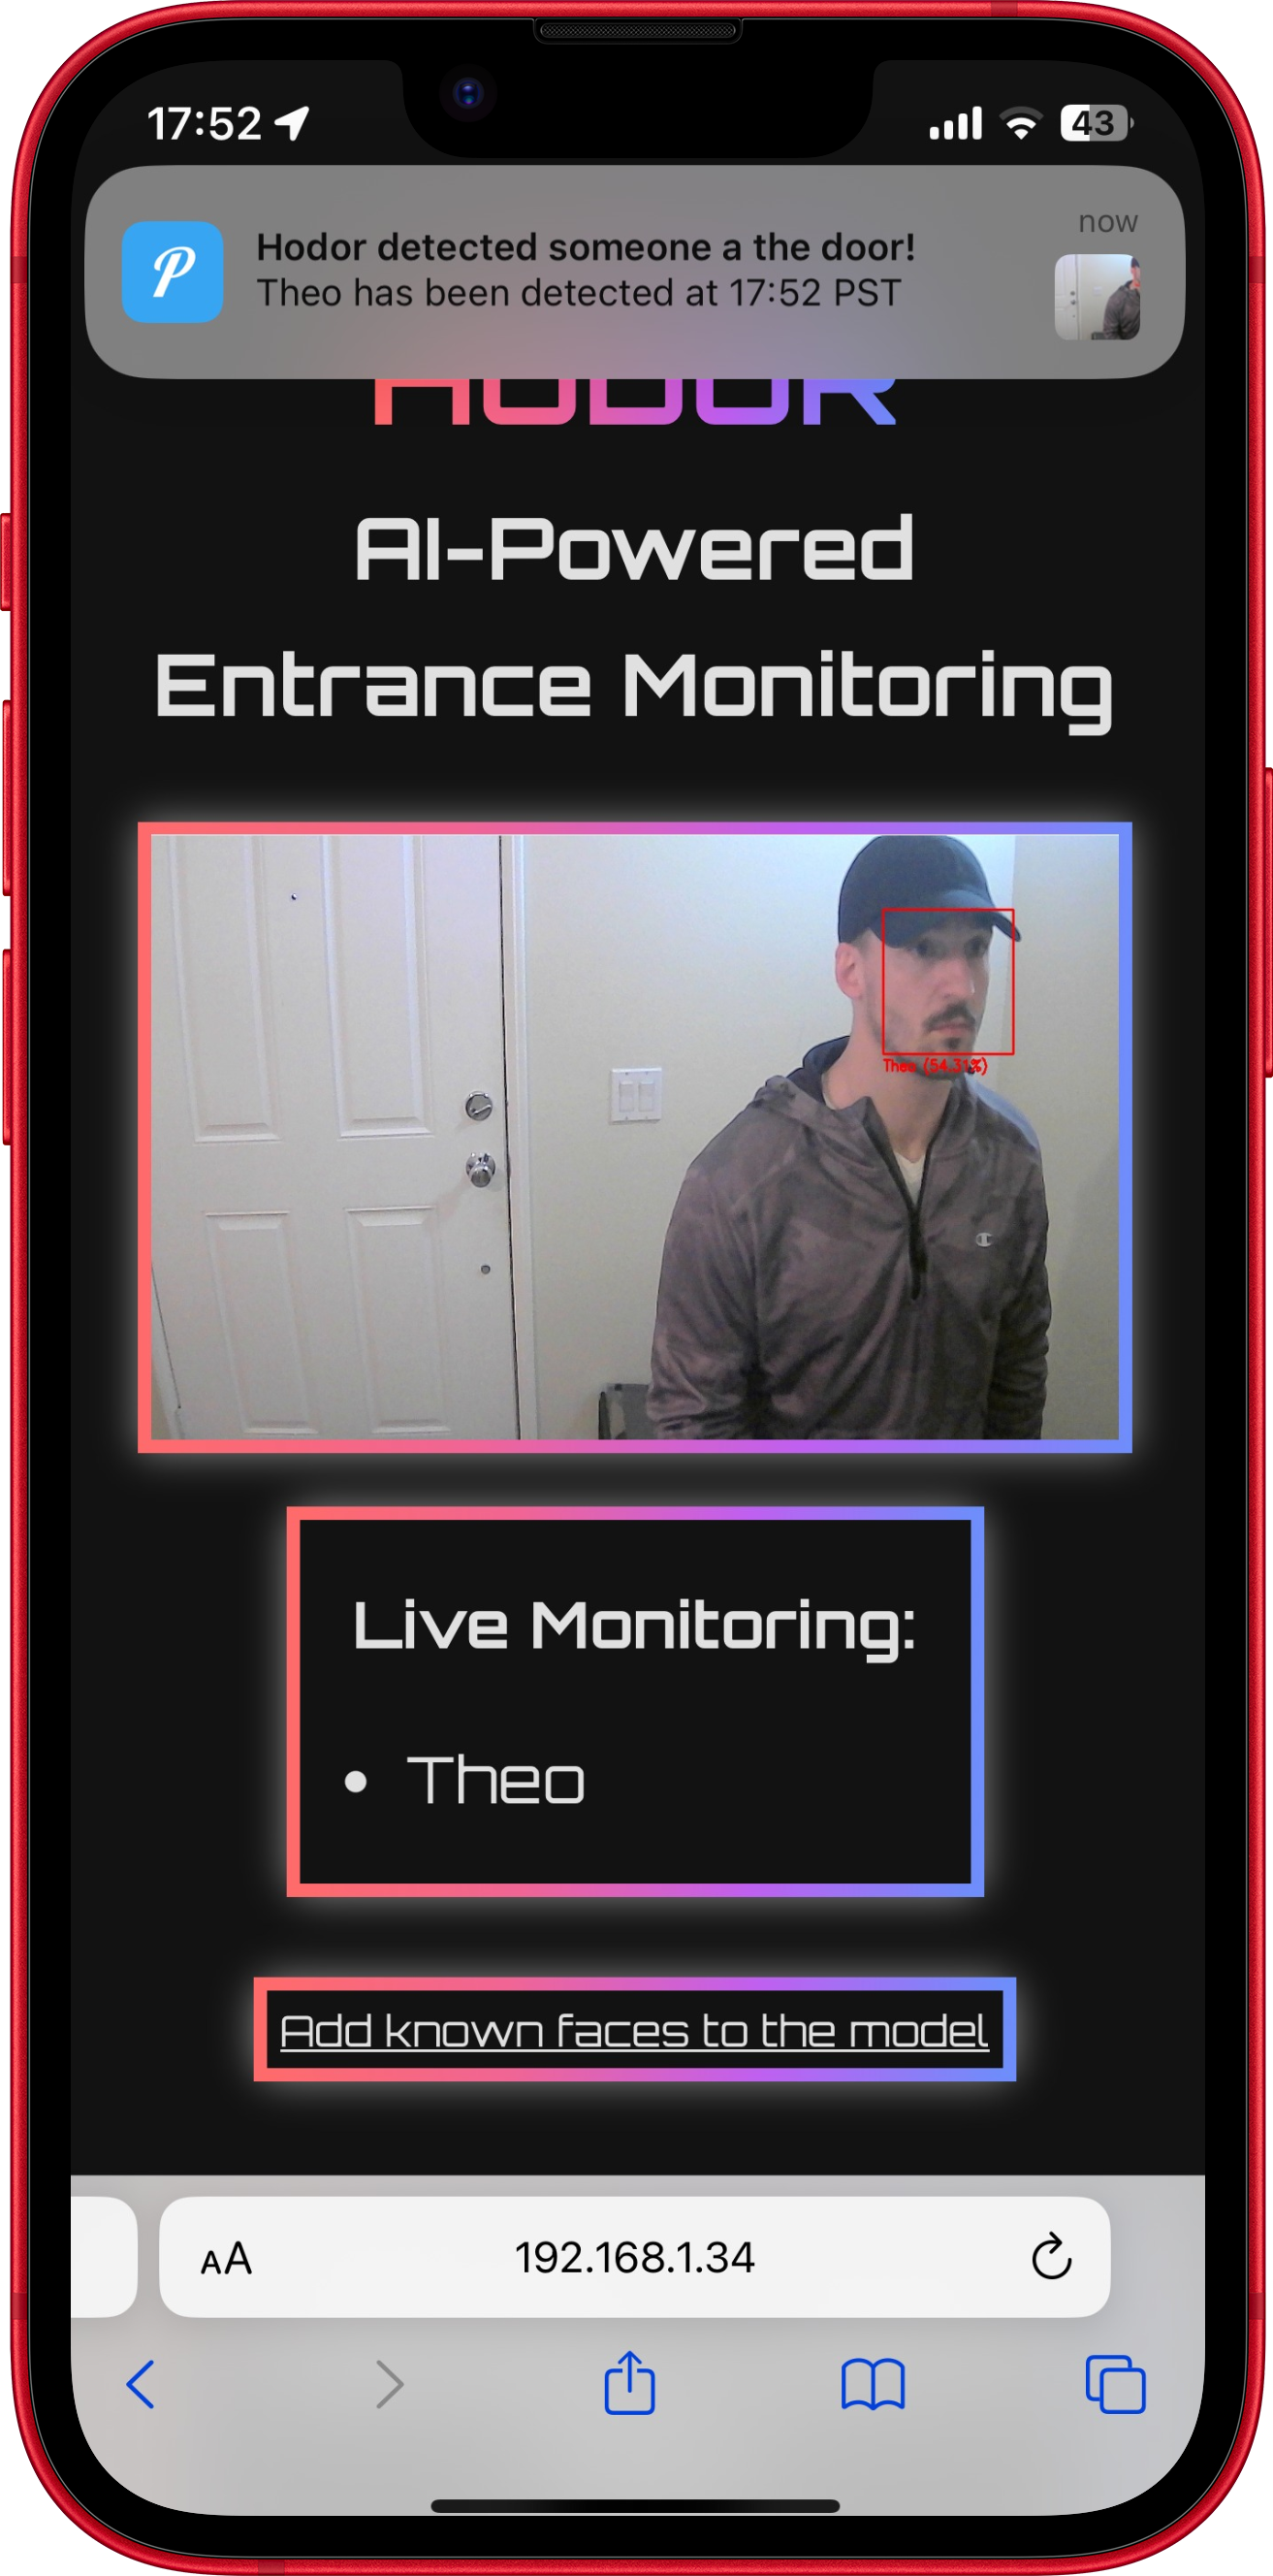 17:52
43
now
Hodor detected someone a the door!
Theo has been detected at 17:52 PST
HODOR
AI-Powered
Entrance Monitoring
Theo (54.31%)
Live Monitoring:
• Theo
Add known faces to the model
AA
192.168.1.34